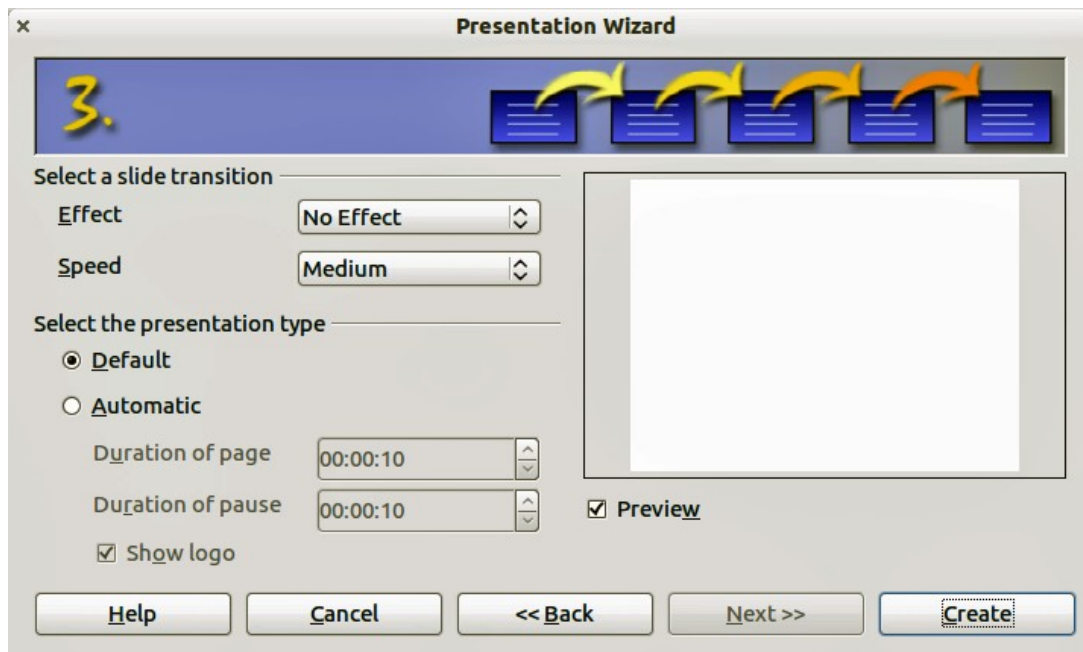 Presentation Wizard
3.
Select a slide transition
Effect
No Effect
Speed
Medium
Select the presentation type
Default
Automatic
Duration of page
00:00:10
Duration of pause
00:00:10
Show logo
Preview
Help
Cancel
<< Back
Next >>
Create